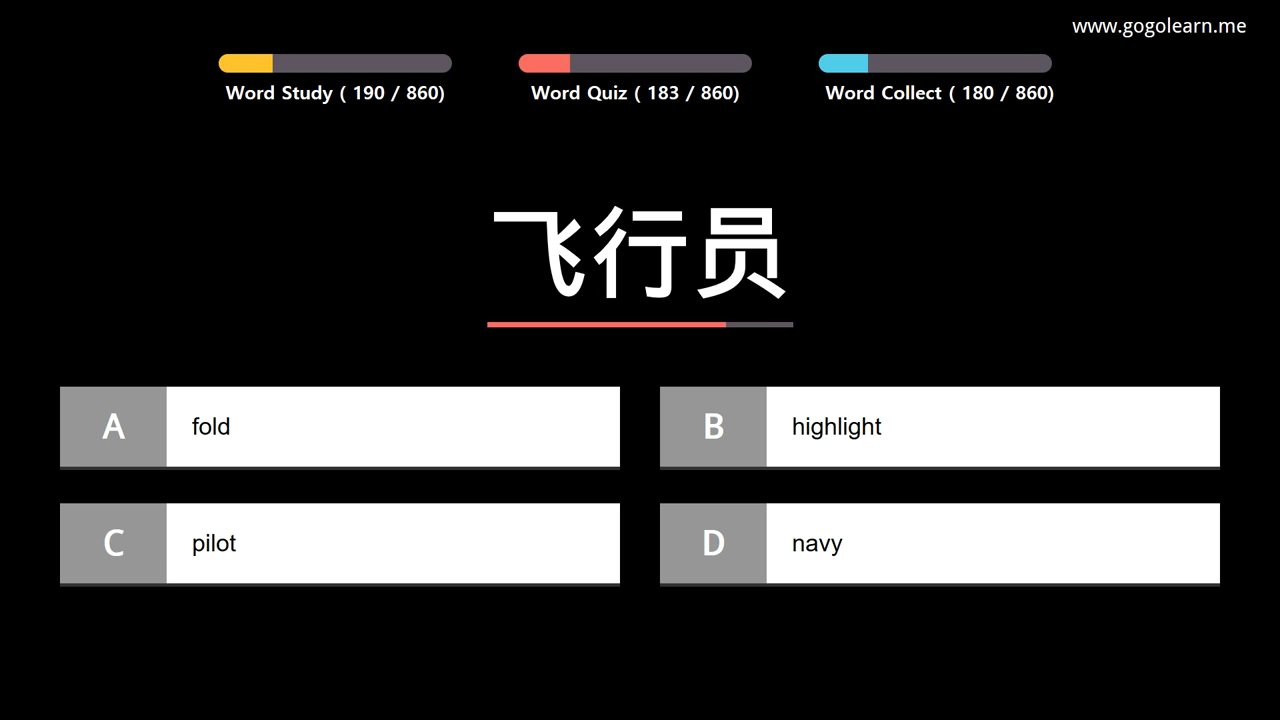 www.gogolearn.me
Word Study ( 190 / 860)
Word Quiz ( 183 / 860)
Word Collect ( 180 / 860)
飞行员
A
fold
B
highlight
C
pilot
D
navy